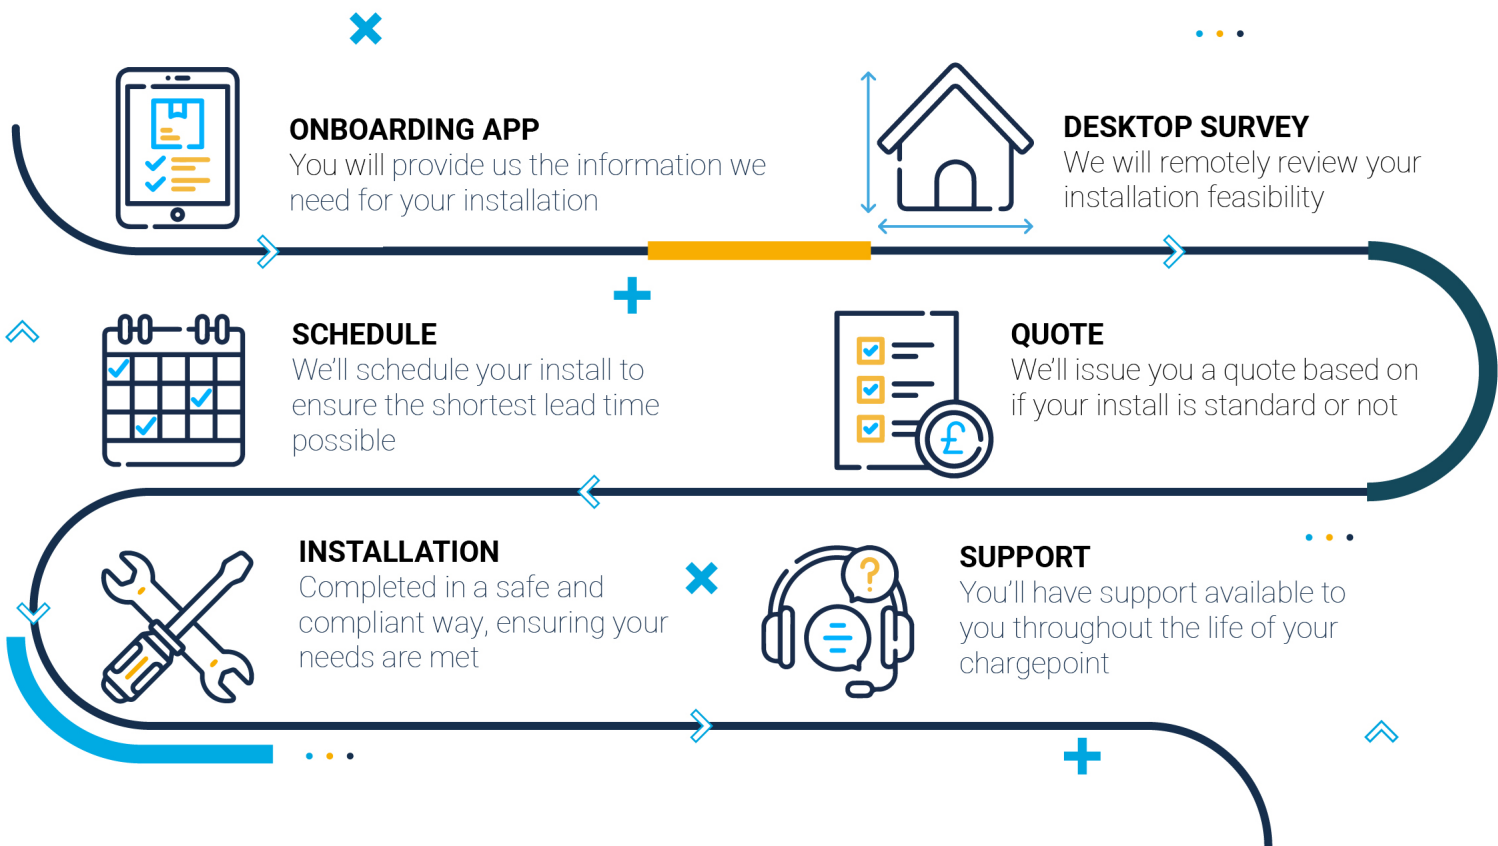 ONBOARDING APP
You will provide us the information we
need for your installation
DESKTOP SURVEY
We will remotely review your
installation feasibility
SCHEDULE
We'll schedule your install to
ensure the shortest lead time
possible
QUOTE
We'll issue you a quote based on
if your install is standard or not
£
INSTALLATION
Completed in a safe and
compliant way, ensuring your
needs are met
?
SUPPORT
You'll have support available to
you throughout the life of your
chargepoint